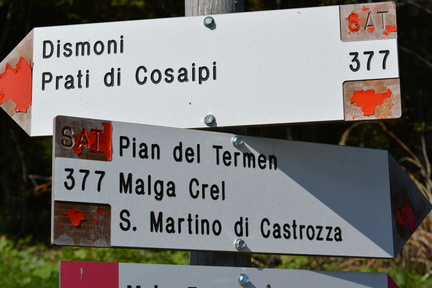 Dismoni
Prati di Cosaipi
SAT
377
SAT
377
Pian del Termen
Malga Crel
S. Martino di Castrozza